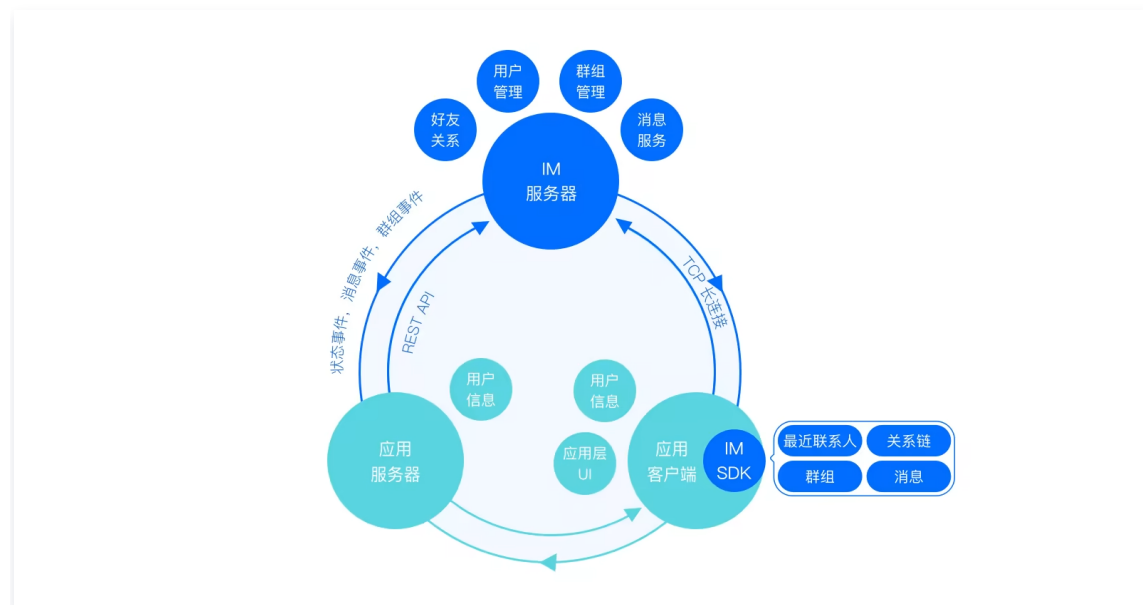 用户
管理
群组
管理
好友
关系
消息
服务
IM
服务器
状态事件，消息事件，群组事件
REST API
TCP 长连接
用户
信息
用户
信息
应用
服务器
应用层
UI
应用
客户端
IM
SDK
最近联系人
关系链
群组
消息